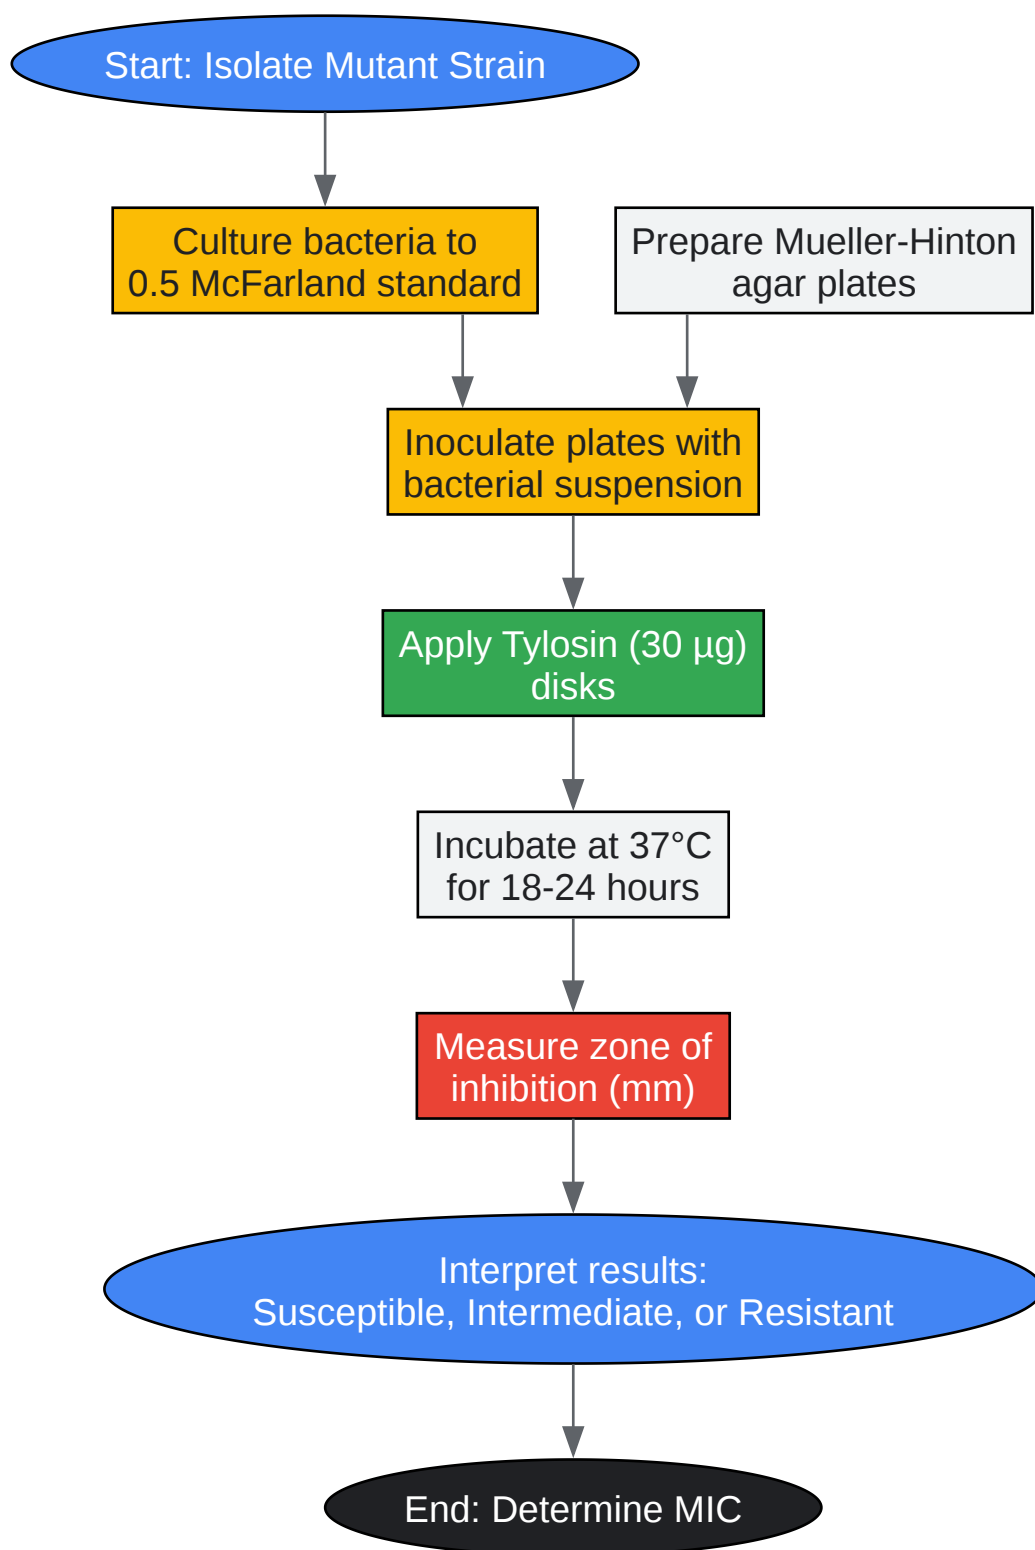 Start: Isolate Mutant Strain
Culture bacteria to
0.5 McFarland standard
Prepare Mueller-Hinton
agar plates
Inoculate plates with
bacterial suspension
Apply Tylosin (30 µg)
disks
Incubate at 37°C
for 18-24 hours
Measure zone of
inhibition (mm)
Interpret results:
Susceptible, Intermediate, or Resistant
End: Determine MIC